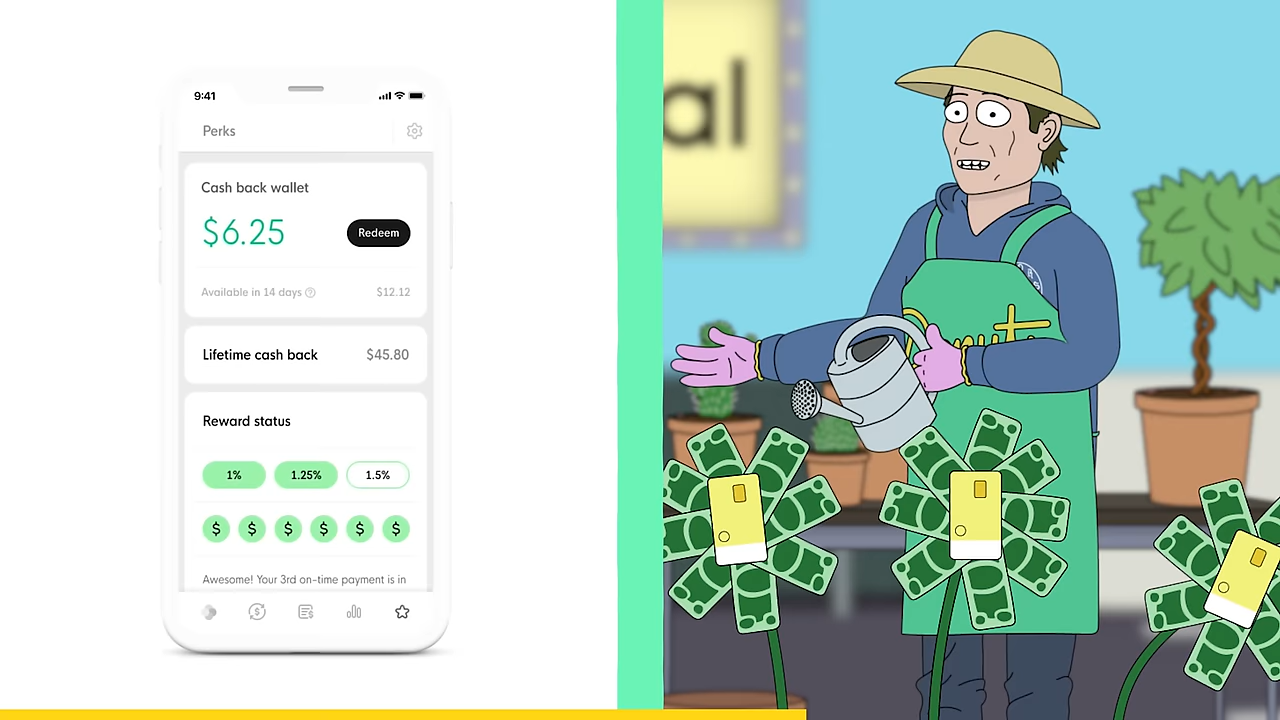 9:41
Perks
Cash back wallet
$6.25
Redeem
Available in 14 days ?
$12.12
Lifetime cash back
$45.80
Reward status
1% 1.25% 1.5%
$ $ $ $ $ $
Awesome! Your 3rd on-time payment is in
al